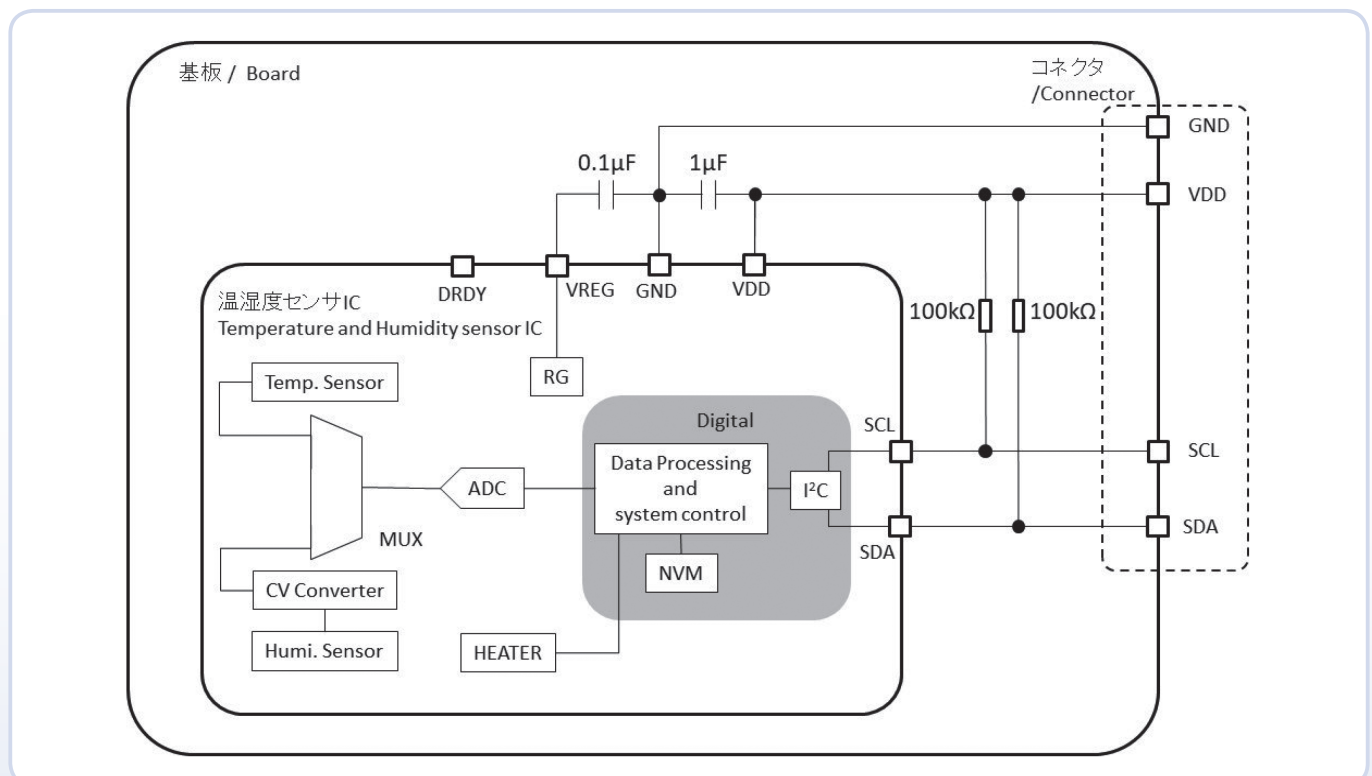 基板 / Board
コネクタ
/Connector
GND
0.1μF
1μF
VDD
DRDY
VREG
GND
VDD
温湿度センサIC
Temperature and Humidity sensor IC
100kΩ
100kΩ
RG
Temp. Sensor
Digital
SCL
SCL
Data Processing
and
system control
ADC
I²C
MUX
SDA
SDA
NVM
CV Converter
Humi. Sensor
HEATER